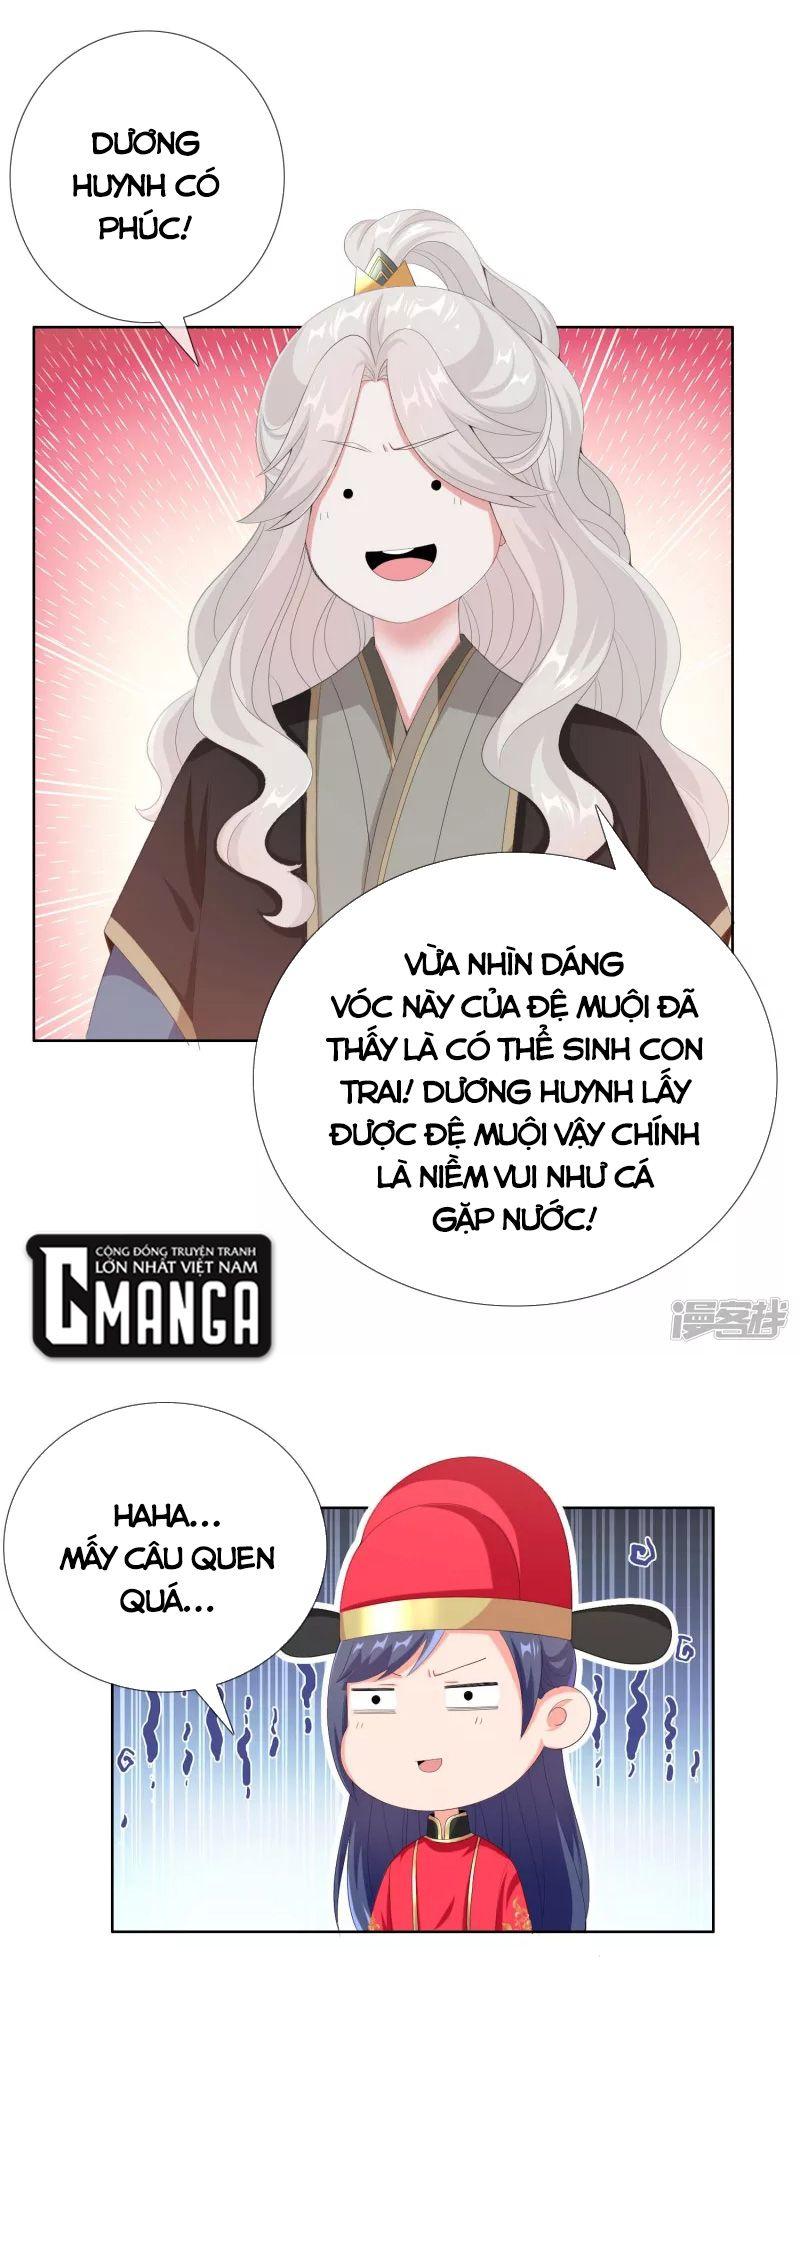 DƯƠNG
HUYNH CÓ
PHÚC!
VỪA NHÌN DÁNG
VÓC NÀY CỦA ĐỆ MUỘI ĐÃ
THẤY LÀ CÓ THỂ SINH CON
TRAI! DƯƠNG HUYNH LẤY
ĐƯỢC ĐỆ MUỘI VẬY CHÍNH
LÀ NIỀM VUI NHƯ CÁ
GẶP NƯỚC!
CỘNG ĐỒNG TRUYỆN TRANH
LỚN NHẤT VIỆT NAM
GMANGA
漫客栈
HAHA...
MẤY CÂU QUEN
QUÁ...